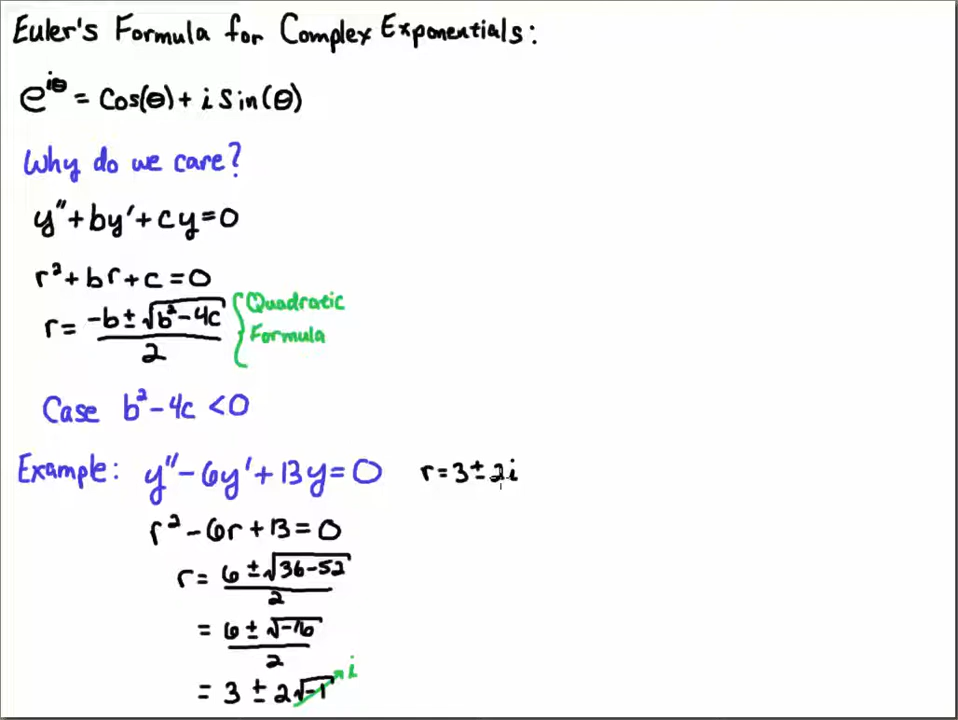 Euler's Formula for Complex Exponentials:
e^{iθ} = Cos(θ) + i Sin(θ)
Why do we care?
y'' + by' + cy = 0
r² + br + c = 0
r = (-b ± √(b² - 4c)) / 2 { Quadratic Formula
Case b² - 4c < 0
Example: y'' - 6y' + 13y = 0 r = 3 ± 2i
r² - 6r + 13 = 0
r = (6 ± √(36 - 52)) / 2
= (6 ± √(-16)) / 2
= 3 ± 2√(-1) → i